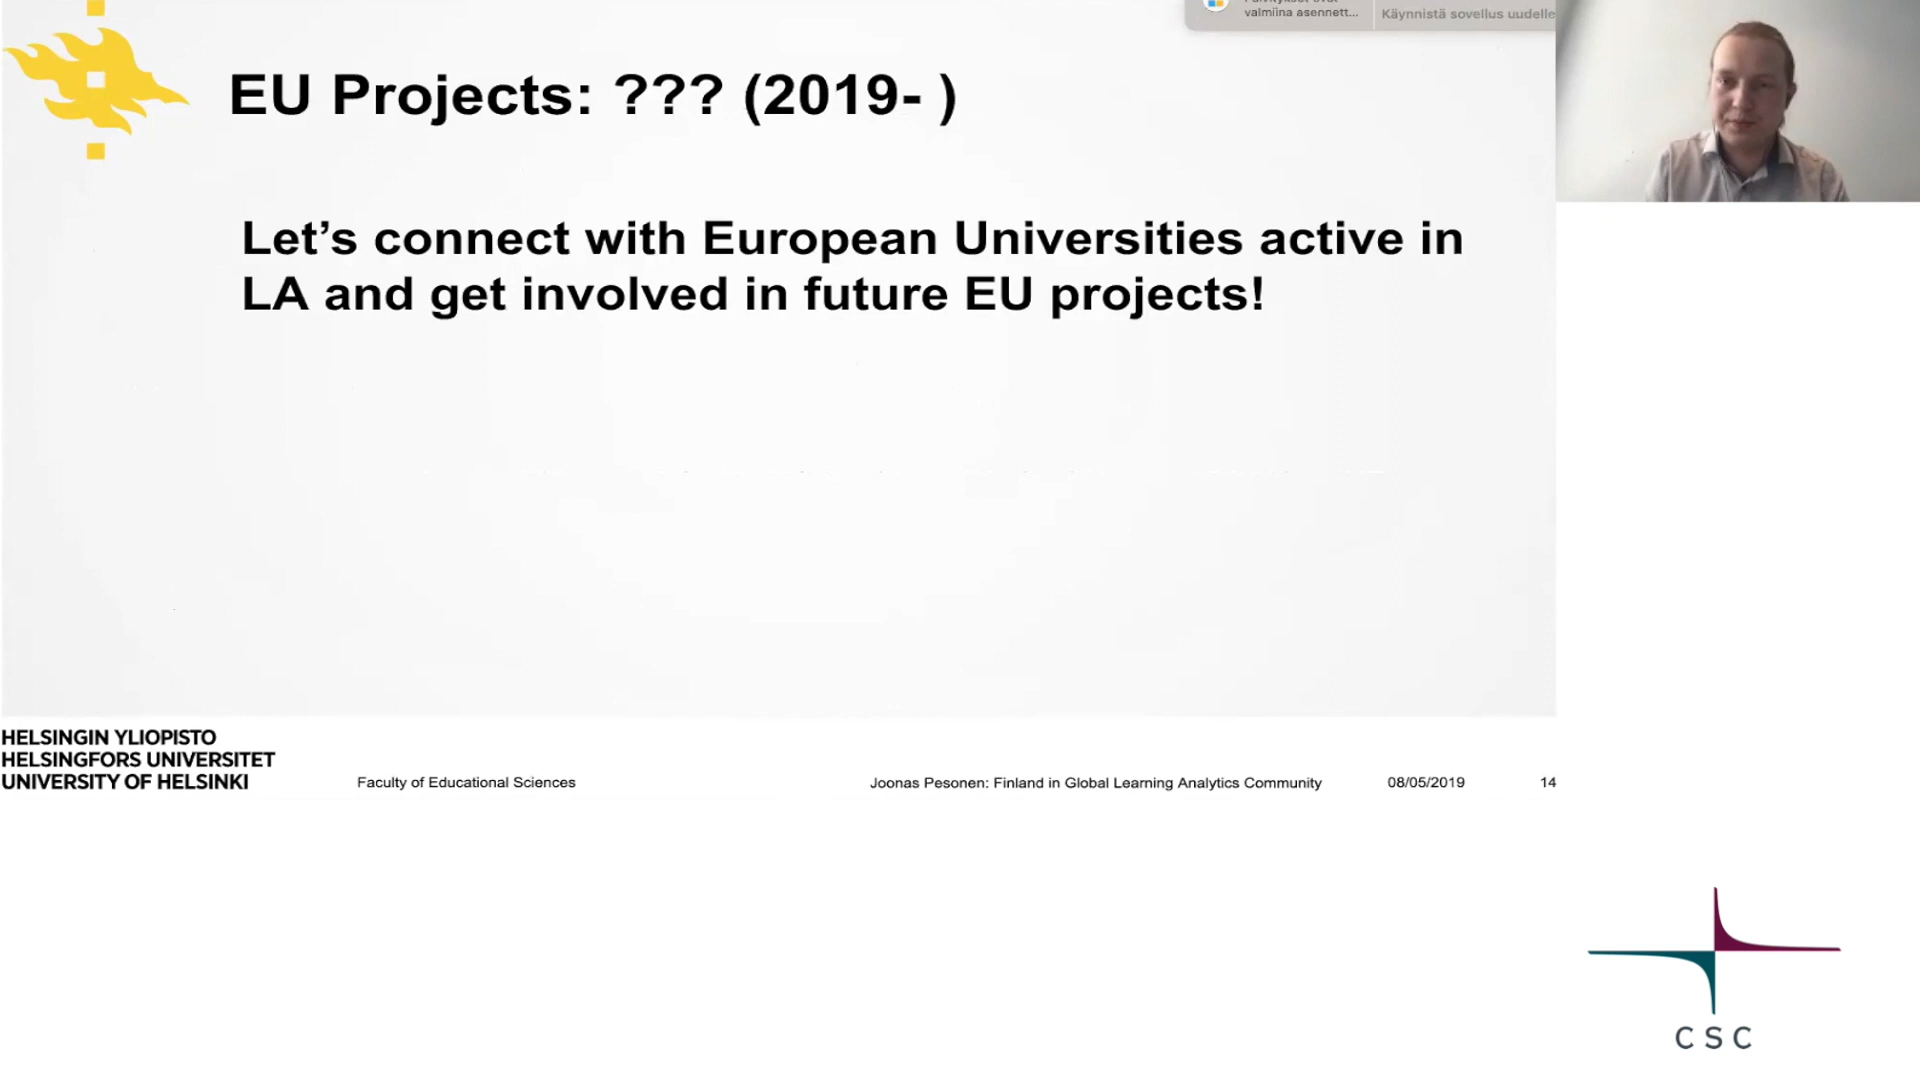 valmiina asennett...
Käynnistä sovellus uudelle
EU Projects: ??? (2019- )
Let’s connect with European Universities active in
LA and get involved in future EU projects!
HELSINGIN YLIOPISTO
HELSINGFORS UNIVERSITET
UNIVERSITY OF HELSINKI
Faculty of Educational Sciences
Joonas Pesonen: Finland in Global Learning Analytics Community
08/05/2019
14
CSC